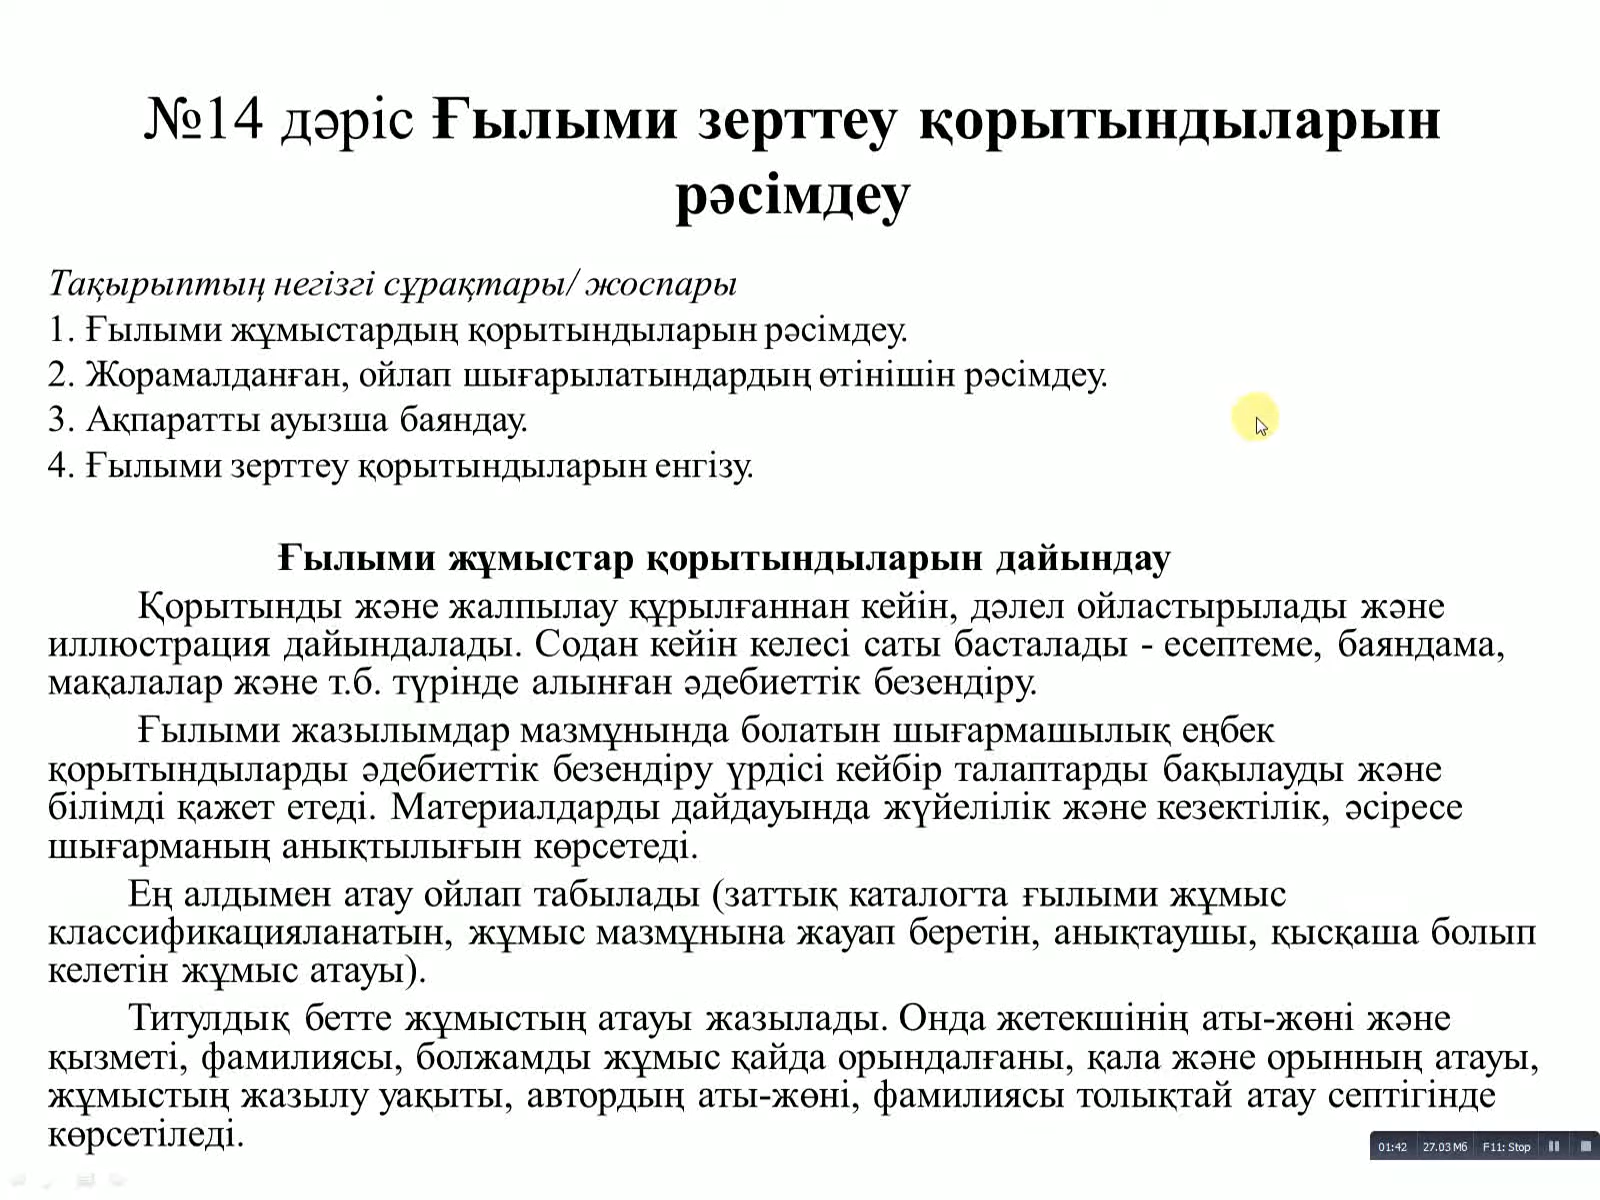 №14 дәріс Ғылыми зерттеу қорытындыларын
рәсімдеу
Тақырыптың негізгі сұрақтары/ жоспары
1. Ғылыми жұмыстардың қорытындыларын рәсімдеу.
2. Жорамалданған, ойлап шығарылатындардың өтінішін рәсімдеу.
3. Ақпаратты ауызша баяндау.
4. Ғылыми зерттеу қорытындыларын енгізу.
Ғылыми жұмыстар қорытындыларын дайындау
Қорытынды және жалпылау құрылғаннан кейін, дәлел ойластырылады және
иллюстрация дайындалады. Содан кейін келесі саты басталады - есептеме, баяндама,
мақалалар және т.б. түрінде алынған әдебиеттік безендіру.
Ғылыми жазылымдар мазмұнында болатын шығармашылық еңбек
қорытындыларды әдебиеттік безендіру үрдісі кейбір талаптарды бақылауды және
білімді қажет етеді. Материалдарды дайдауында жүйелілік және кезектілік, әсіресе
шығарманың анықтылығын көрсетеді.
Ең алдымен атау ойлап табылады (заттық каталогта ғылыми жұмыс
классификацияланатын, жұмыс мазмұнына жауап беретін, анықтаушы, қысқаша болып
келетін жұмыс атауы).
Титулдық бетте жұмыстың атауы жазылады. Онда жетекшінің аты-жөні және
қызметі, фамилиясы, болжамды жұмыс қайда орындалғаны, қала және орынның атауы,
жұмыстың жазылу уақыты, автордың аты-жөні, фамилиясы толықтай атау септігінде
көрсетіледі.
01:42 27.03 Мб F11: Stop